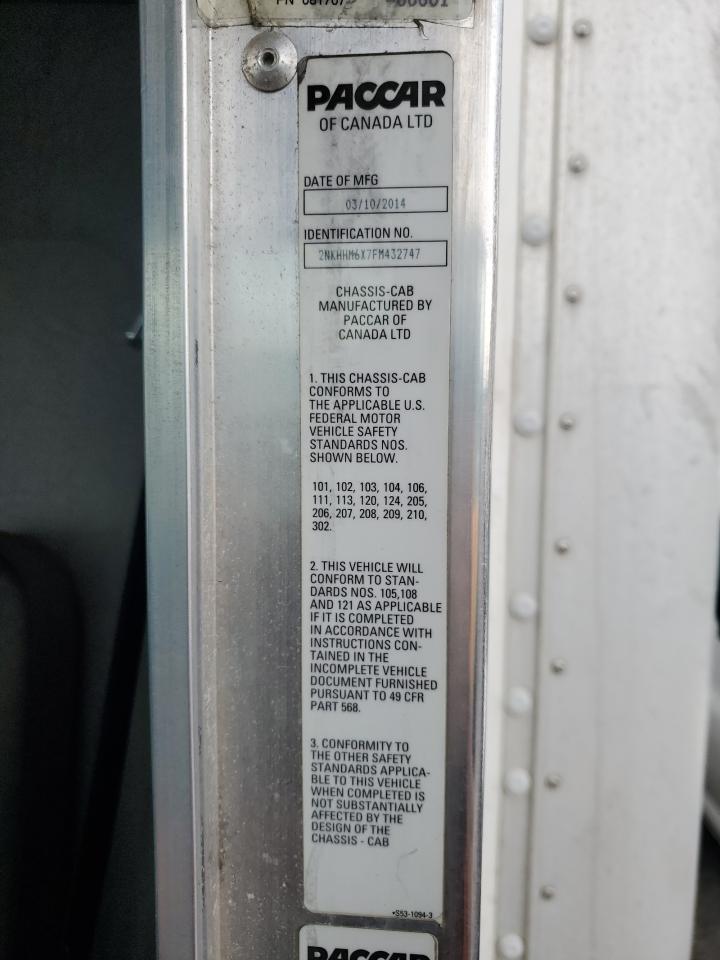 PN 081767
00001
PACCAR
OF CANADA LTD
DATE OF MFG
03/10/2014
IDENTIFICATION NO.
2NKHHM6X7FM432747
CHASSIS-CAB
MANUFACTURED BY
PACCAR OF
CANADA LTD
1. THIS CHASSIS-CAB
CONFORMS TO
THE APPLICABLE U.S.
FEDERAL MOTOR
VEHICLE SAFETY
STANDARDS NOS.
SHOWN BELOW.
101, 102, 103, 104, 106,
111, 113, 120, 124, 205,
206, 207, 208, 209, 210,
302.
2. THIS VEHICLE WILL
CONFORM TO STAN-
DARDS NOS. 105,108
AND 121 AS APPLICABLE
IF IT IS COMPLETED
IN ACCORDANCE WITH
INSTRUCTIONS CON-
TAINED IN THE
INCOMPLETE VEHICLE
DOCUMENT FURNISHED
PURSUANT TO 49 CFR
PART 568.
3. CONFORMITY TO
THE OTHER SAFETY
STANDARDS APPLICA-
BLE TO THIS VEHICLE
WHEN COMPLETED IS
NOT SUBSTANTIALLY
AFFECTED BY THE
DESIGN OF THE
CHASSIS - CAB
*S53-1094-3
PACCAR